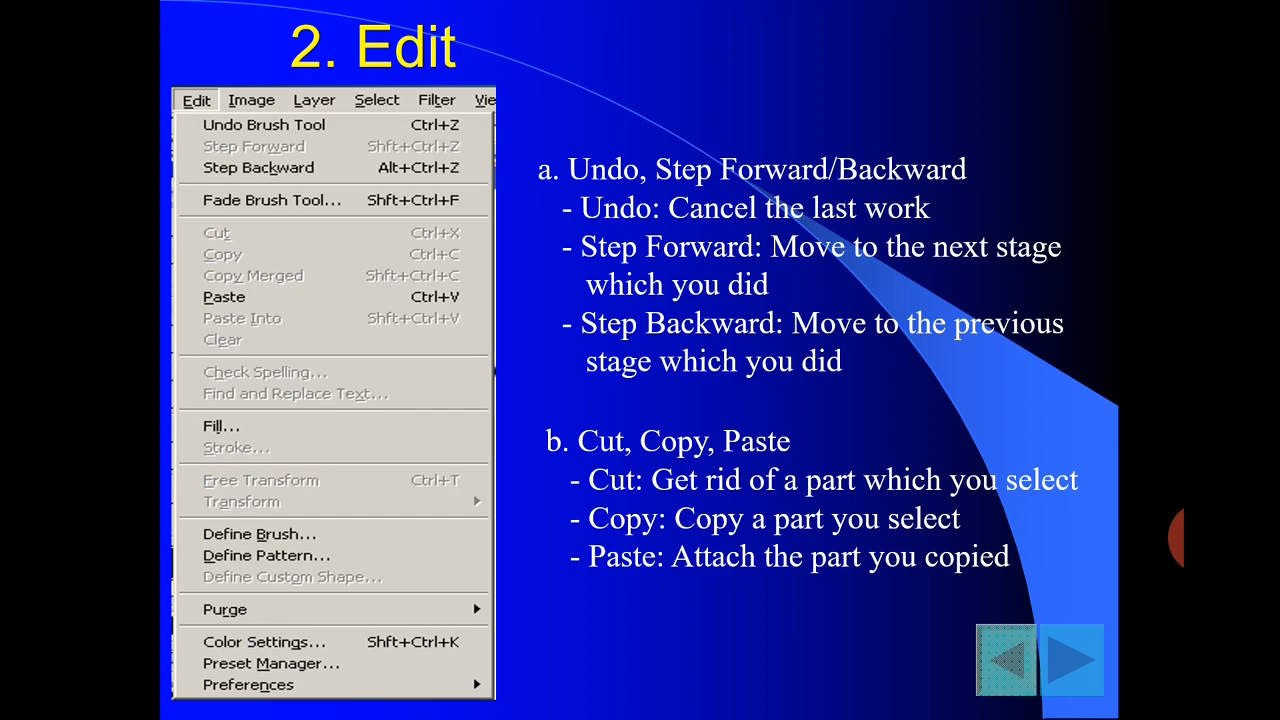 2. Edit
Edit Image Layer Select Filter Vie
Undo Brush Tool Ctrl+Z
Step Forward Shft+Ctrl+Z
Step Backward Alt+Ctrl+Z
Fade Brush Tool... Shft+Ctrl+F
Cut Ctrl+X
Copy Ctrl+C
Copy Merged Shft+Ctrl+C
Paste Ctrl+V
Paste Into Shft+Ctrl+V
Clear
Check Spelling...
Find and Replace Text...
Fill...
Stroke...
Free Transform Ctrl+T
Transform
Define Brush...
Define Pattern...
Define Custom Shape...
Purge
Color Settings... Shft+Ctrl+K
Preset Manager...
Preferences
a. Undo, Step Forward/Backward
- Undo: Cancel the last work
- Step Forward: Move to the next stage
which you did
- Step Backward: Move to the previous
stage which you did
b. Cut, Copy, Paste
- Cut: Get rid of a part which you select
- Copy: Copy a part you select
- Paste: Attach the part you copied